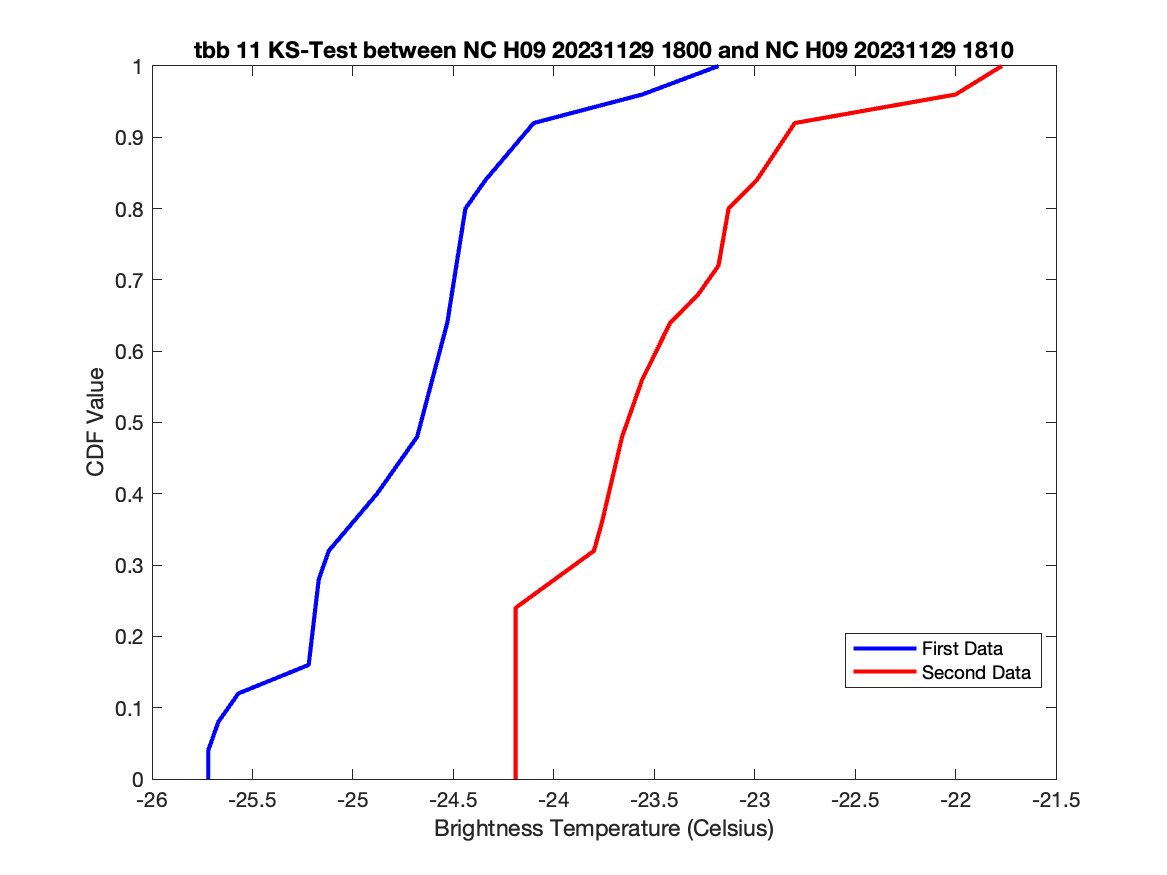 tbb 11 KS-Test between NC H09 20231129 1800 and NC H09 20231129 1810
1
0.9
0.8
0.7
0.6
0.5
0.4
0.3
0.2
0.1
0
CDF Value
First Data
Second Data
-26 -25.5 -25 -24.5 -24 -23.5 -23 -22.5 -22 -21.5
Brightness Temperature (Celsius)